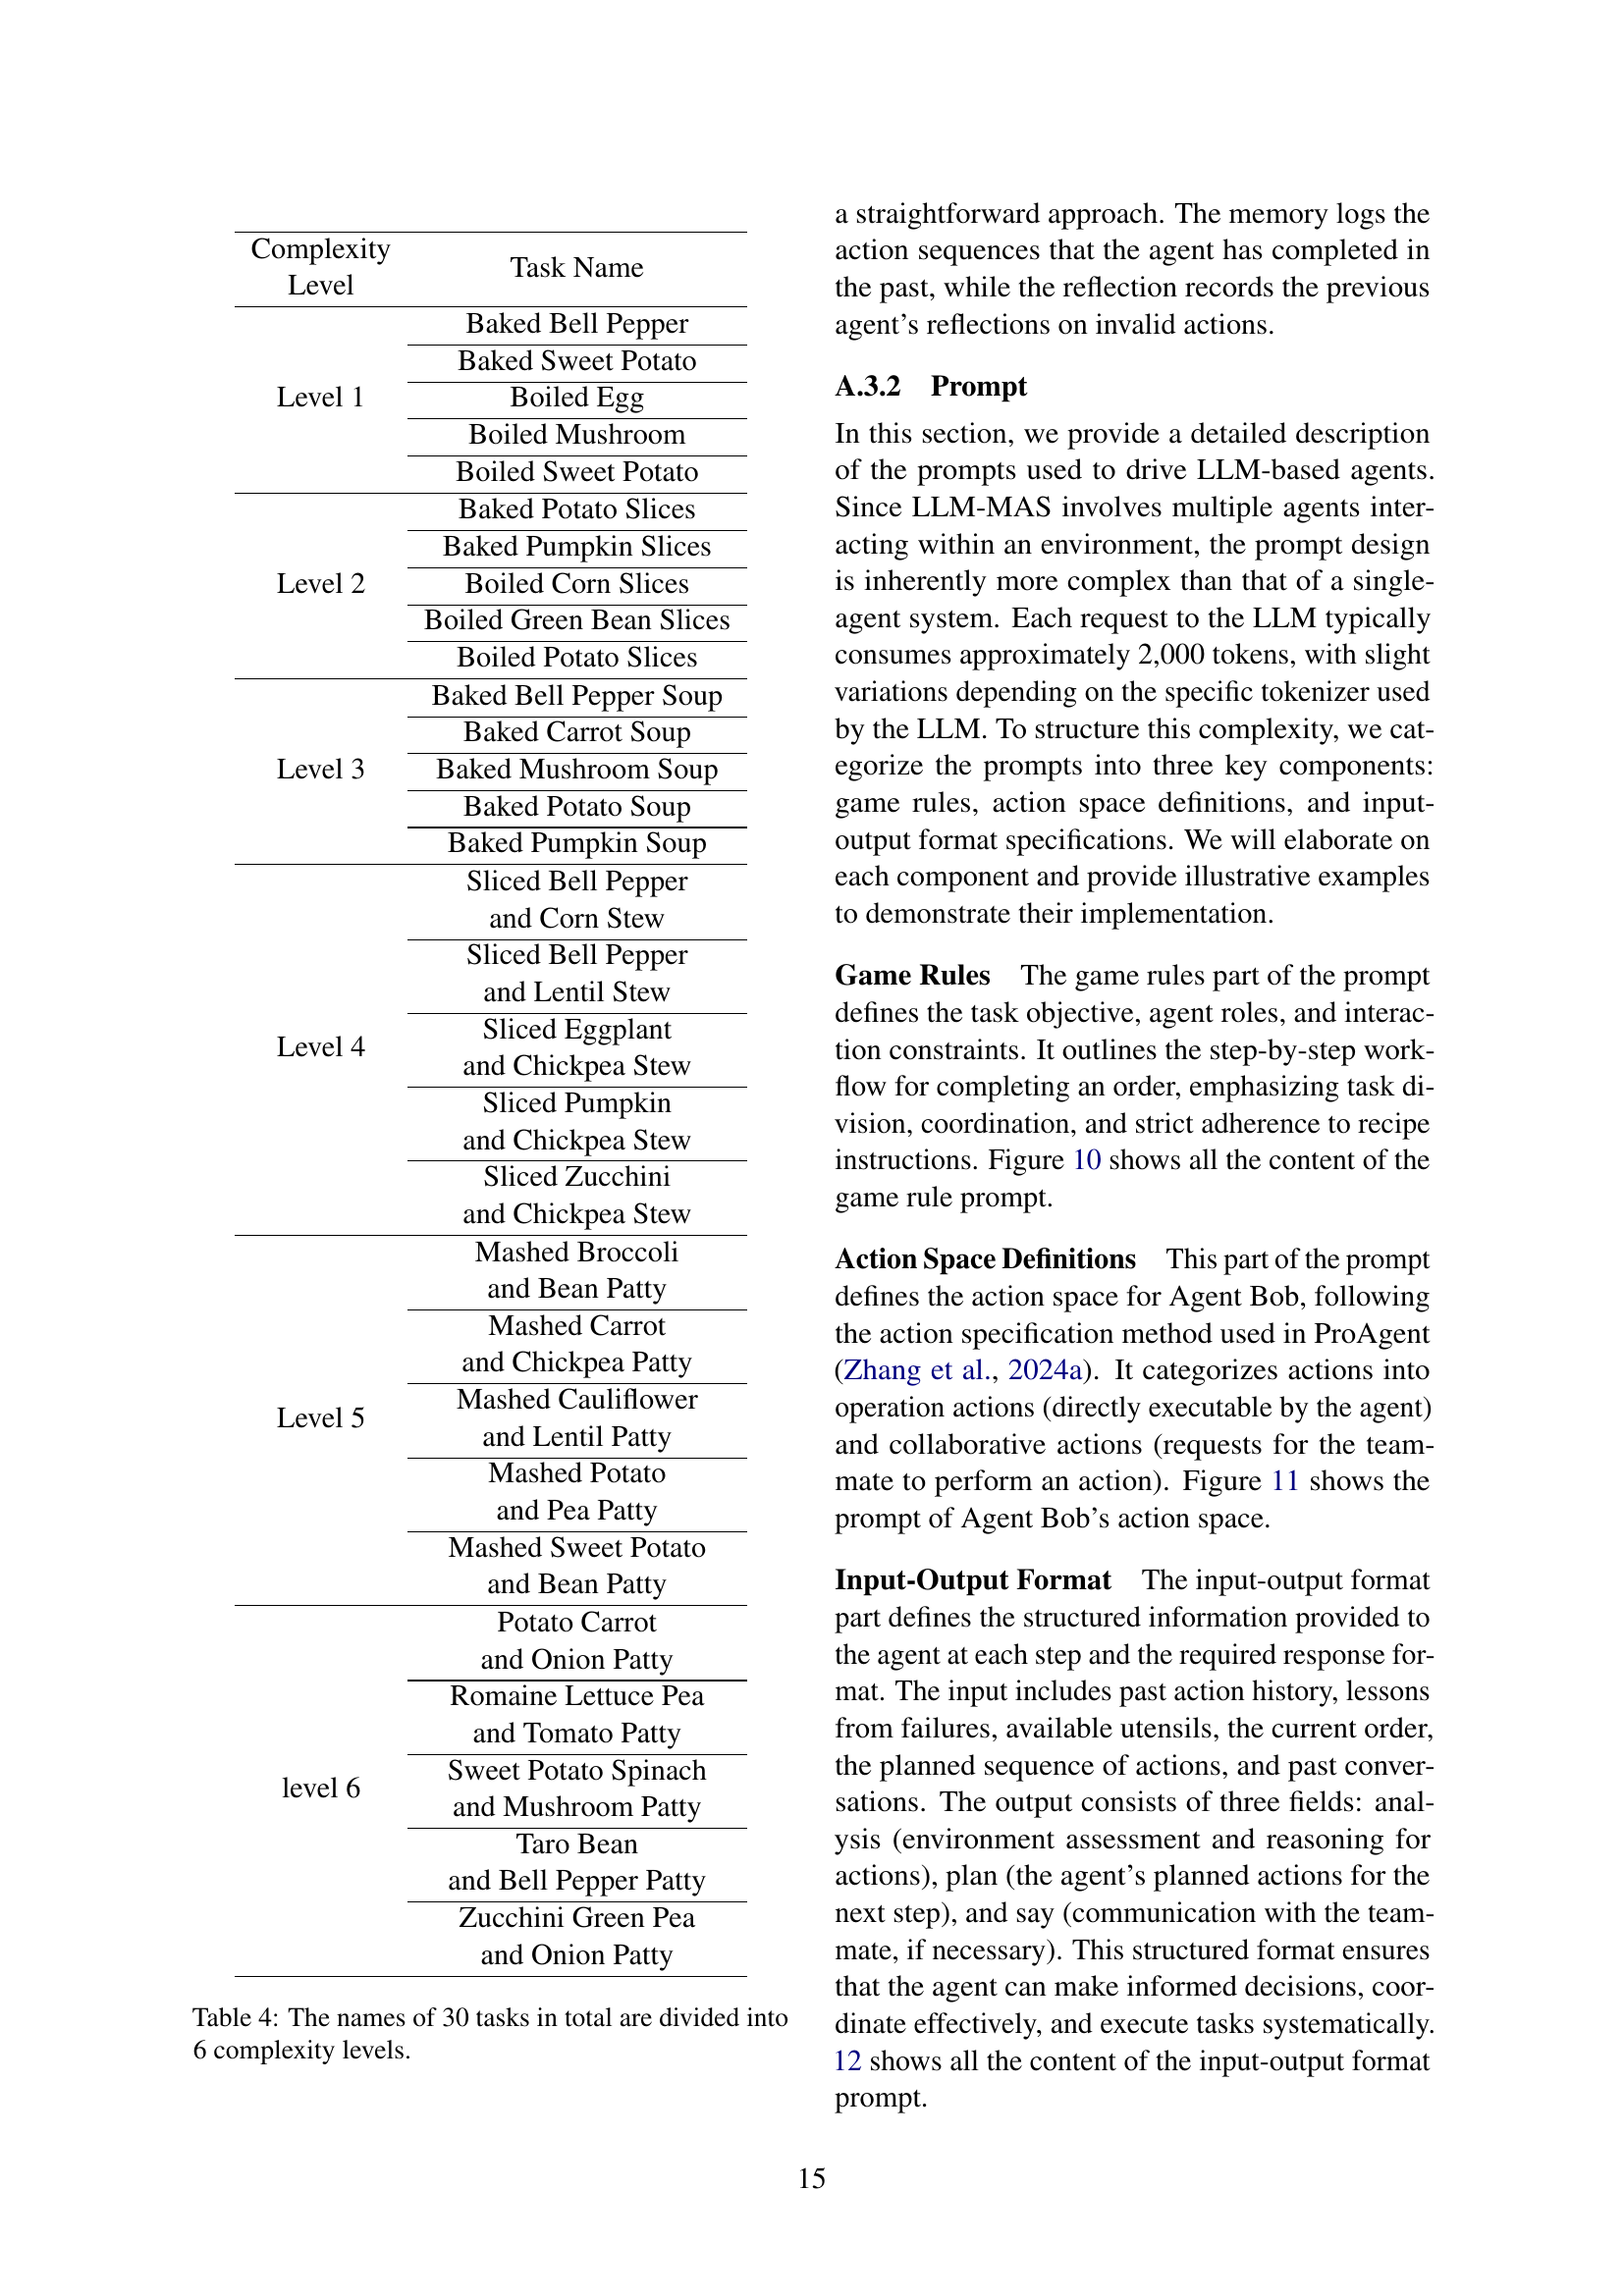 Complexity
Level
Task Name
Level 1
Baked Bell Pepper
Baked Sweet Potato
Boiled Egg
Boiled Mushroom
Boiled Sweet Potato
Level 2
Baked Potato Slices
Baked Pumpkin Slices
Boiled Corn Slices
Boiled Green Bean Slices
Boiled Potato Slices
Level 3
Baked Bell Pepper Soup
Baked Carrot Soup
Baked Mushroom Soup
Baked Potato Soup
Baked Pumpkin Soup
Level 4
Sliced Bell Pepper
and Corn Stew
Sliced Bell Pepper
and Lentil Stew
Sliced Eggplant
and Chickpea Stew
Sliced Pumpkin
and Chickpea Stew
Sliced Zucchini
and Chickpea Stew
Level 5
Mashed Broccoli
and Bean Patty
Mashed Carrot
and Chickpea Patty
Mashed Cauliflower
and Lentil Patty
Mashed Potato
and Pea Patty
Mashed Sweet Potato
and Bean Patty
level 6
Potato Carrot
and Onion Patty
Romaine Lettuce Pea
and Tomato Patty
Sweet Potato Spinach
and Mushroom Patty
Taro Bean
and Bell Pepper Patty
Zucchini Green Pea
and Onion Patty
Table 4: The names of 30 tasks in total are divided into
6 complexity levels.
a straightforward approach. The memory logs the
action sequences that the agent has completed in
the past, while the reflection records the previous
agent's reflections on invalid actions.
A.3.2 Prompt
In this section, we provide a detailed description
of the prompts used to drive LLM-based agents.
Since LLM-MAS involves multiple agents inter-
acting within an environment, the prompt design
is inherently more complex than that of a single-
agent system. Each request to the LLM typically
consumes approximately 2,000 tokens, with slight
variations depending on the specific tokenizer used
by the LLM. To structure this complexity, we cat-
egorize the prompts into three key components:
game rules, action space definitions, and input-
output format specifications. We will elaborate on
each component and provide illustrative examples
to demonstrate their implementation.
Game Rules The game rules part of the prompt
defines the task objective, agent roles, and interac-
tion constraints. It outlines the step-by-step work-
flow for completing an order, emphasizing task di-
vision, coordination, and strict adherence to recipe
instructions. Figure 10 shows all the content of the
game rule prompt.
Action Space Definitions This part of the prompt
defines the action space for Agent Bob, following
the action specification method used in ProAgent
(Zhang et al., 2024a). It categorizes actions into
operation actions (directly executable by the agent)
and collaborative actions (requests for the team-
mate to perform an action). Figure 11 shows the
prompt of Agent Bob's action space.
Input-Output Format The input-output format
part defines the structured information provided to
the agent at each step and the required response for-
mat. The input includes past action history, lessons
from failures, available utensils, the current order,
the planned sequence of actions, and past conver-
sations. The output consists of three fields: anal-
ysis (environment assessment and reasoning for
actions), plan (the agent's planned actions for the
next step), and say (communication with the team-
mate, if necessary). This structured format ensures
that the agent can make informed decisions, coor-
dinate effectively, and execute tasks systematically.
12 shows all the content of the input-output format
prompt.
15